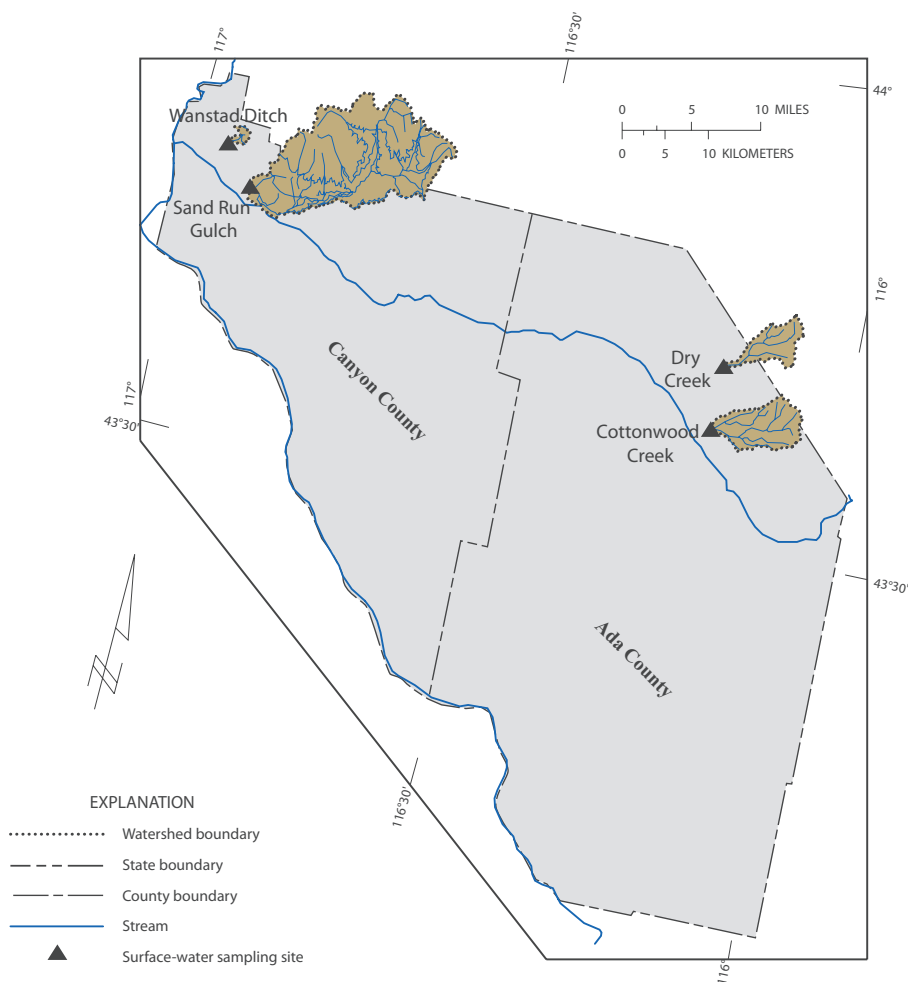 117°
116°30'
44°
0 5 10 MILES
0 5 10 KILOMETERS
Wanstad Ditch
Sand Run
Gulch
116°
Dry
Creek
Canyon County
117°
43°30'
Cottonwood
Creek
43°30'
Ada County
116°30'
EXPLANATION
Watershed boundary
State boundary
County boundary
Stream
Surface-water sampling site
116°